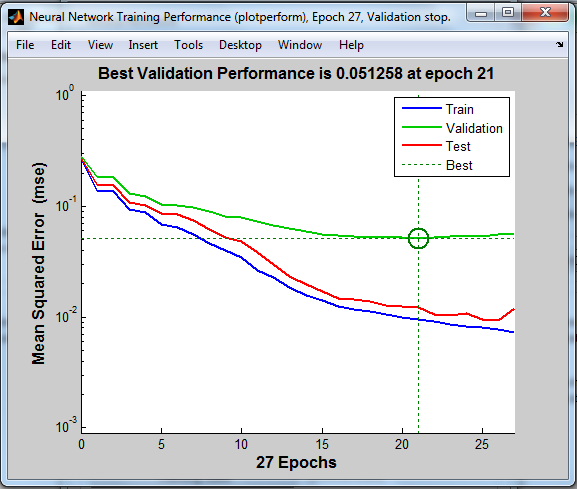 Neural Network Training Performance (plotperform), Epoch 27, Validation stop.
File Edit View Insert Tools Desktop Window Help
Best Validation Performance is 0.051258 at epoch 21
Mean Squared Error (mse)
10^0
10^-1
10^-2
10^-3
Train
Validation
Test
Best
0 5 10 15 20 25
27 Epochs